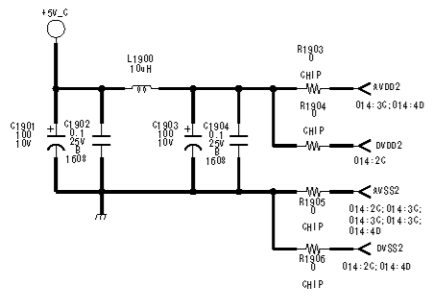 +5V_C
L1900
10uH
R1903
0
CHIP
AVDD2
014:3C;014:4D
R1904
0
CHIP
DVDD2
014:2C
C1901
100
10V
C1902
0.1
25V
B
1608
C1903
100
10V
C1904
0.1
25V
B
1608
AVSS2
014:2C;014:3C;
014:3C;014:3C;
014:4D
R1905
0
CHIP
DVSS2
014:2C;014:4D
R1906
0
CHIP